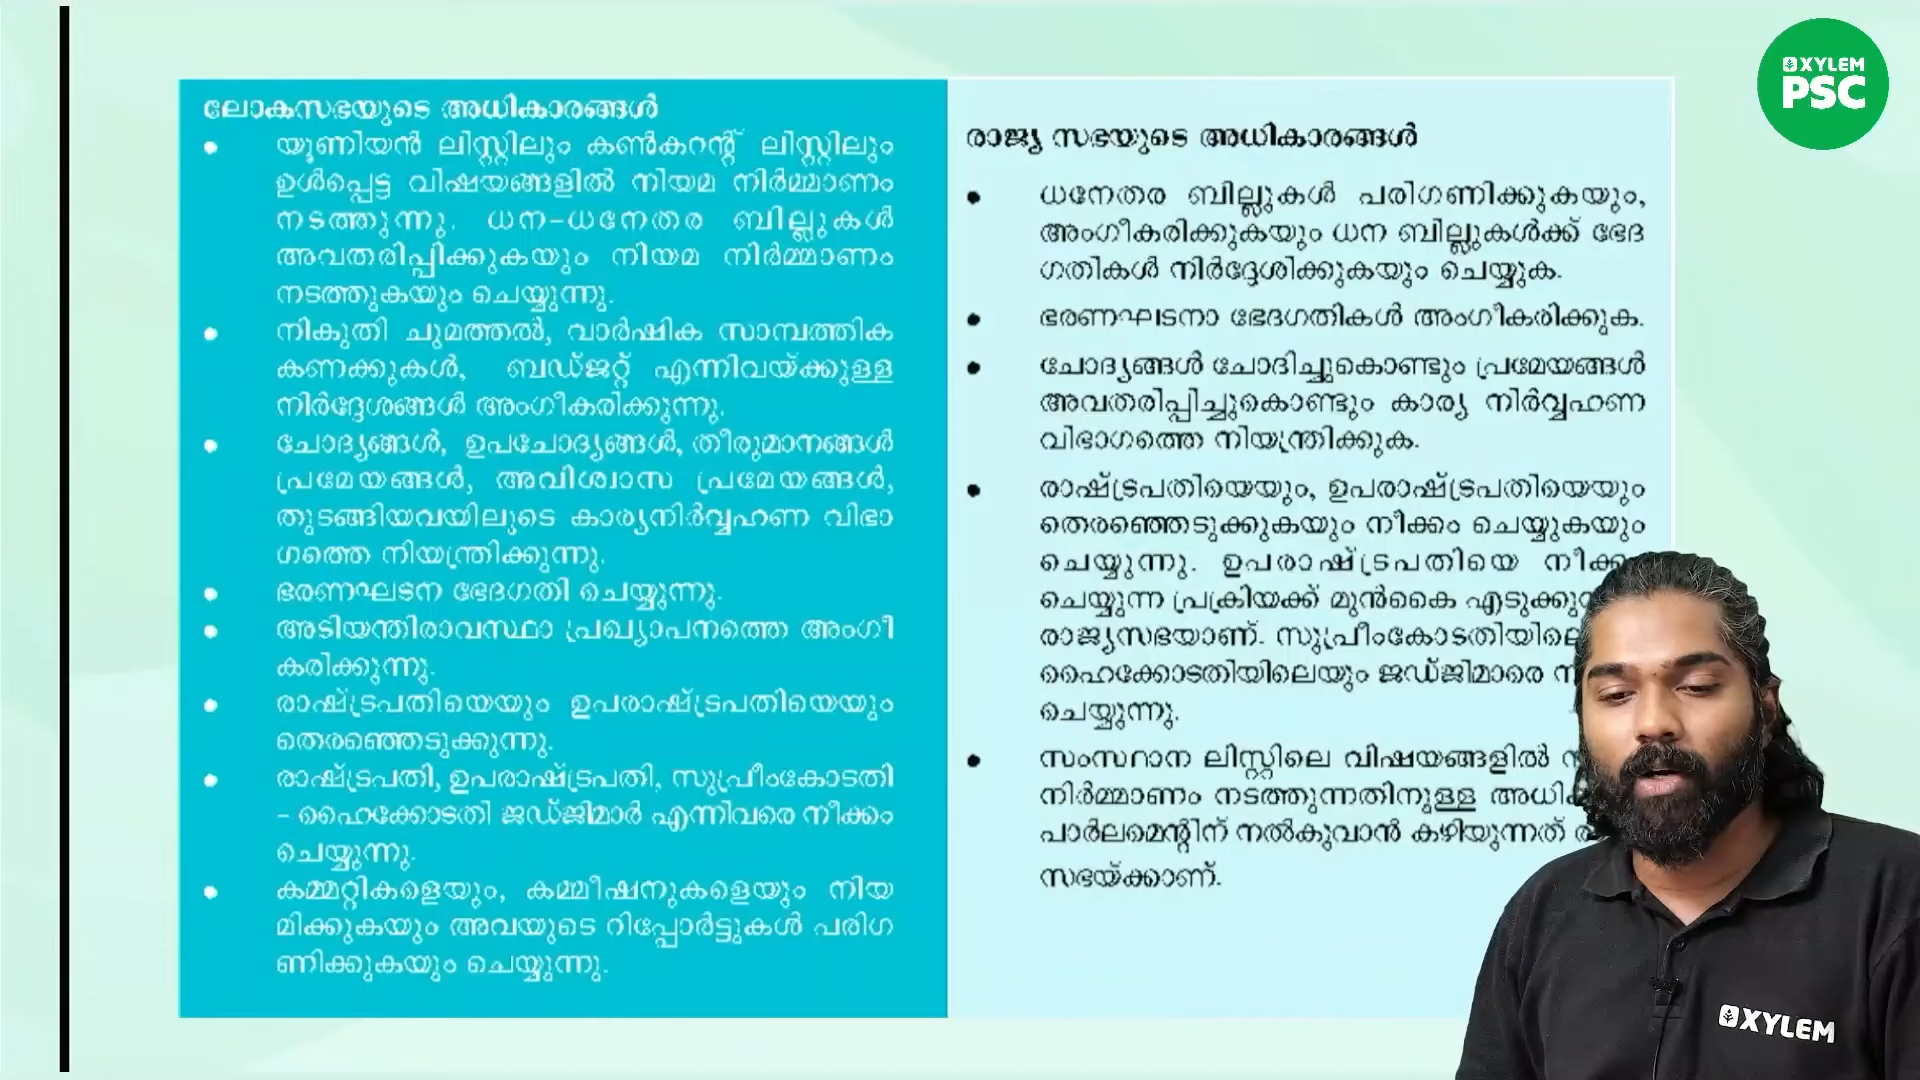 ലോകസഭയുടെ അധികാരങ്ങൾ
• യൂണിയൻ ലിസ്റ്റിലും കൺകറന്റ് ലിസ്റ്റിലും
ഉൾപ്പെട്ട വിഷയങ്ങളിൽ നിയമ നിർമ്മാണം
നടത്തുന്നു. ധന-ധനേതര ബില്ലുകൾ
അവതരിപ്പിക്കുകയും നിയമ നിർമ്മാണം
നടത്തുകയും ചെയ്യുന്നു.
• നികുതി ചുമത്തൽ, വാർഷിക സാമ്പത്തിക
കണക്കുകൾ, ബഡ്ജറ്റ് എന്നിവയ്ക്കുള്ള
നിർദ്ദേശങ്ങൾ അംഗീകരിക്കുന്നു.
• ചോദ്യങ്ങൾ, ഉപചോദ്യങ്ങൾ, തീരുമാനങ്ങൾ
പ്രമേയങ്ങൾ, അവിശ്വാസ പ്രമേയങ്ങൾ,
തുടങ്ങിയവയിലൂടെ കാര്യനിർവ്വഹണ വിഭാ
ഗത്തെ നിയന്ത്രിക്കുന്നു.
• ഭരണഘടന ഭേദഗതി ചെയ്യുന്നു.
• അടിയന്തിരാവസ്ഥാ പ്രഖ്യാപനത്തെ അംഗീ
കരിക്കുന്നു.
• രാഷ്ട്രപതിയെയും ഉപരാഷ്ട്രപതിയെയും
തെരഞ്ഞെടുക്കുന്നു.
• രാഷ്ട്രപതി, ഉപരാഷ്ട്രപതി, സുപ്രീംകോടതി
– ഹൈക്കോടതി ജഡ്ജിമാർ എന്നിവരെ നീക്കം
ചെയ്യുന്നു.
• കമ്മറ്റികളെയും, കമ്മീഷനുകളെയും നിയ
മിക്കുകയും അവയുടെ റിപ്പോർട്ടുകൾ പരിഗ
ണിക്കുകയും ചെയ്യുന്നു.
രാജ്യ സഭയുടെ അധികാരങ്ങൾ
• ധനേതര ബില്ലുകൾ പരിഗണിക്കുകയും,
അംഗീകരിക്കുകയും ധന ബില്ലുകൾക്ക് ഭേദ
ഗതികൾ നിർദ്ദേശിക്കുകയും ചെയ്യുക.
• ഭരണഘടനാ ഭേദഗതികൾ അംഗീകരിക്കുക.
• ചോദ്യങ്ങൾ ചോദിച്ചുകൊണ്ടും പ്രമേയങ്ങൾ
അവതരിപ്പിച്ചുകൊണ്ടും കാര്യ നിർവ്വഹണ
വിഭാഗത്തെ നിയന്ത്രിക്കുക.
• രാഷ്ട്രപതിയെയും, ഉപരാഷ്ട്രപതിയെയും
തെരഞ്ഞെടുക്കുകയും നീക്കം ചെയ്യുകയും
ചെയ്യുന്നു. ഉപരാഷ്ട്രപതിയെ
ചെയ്യുന്ന പ്രക്രിയക്ക് മുൻകൈ
രാജ്യസഭയാണ്.
ഹൈക്കോടതിയിലെയും ജഡ്ജിമാരെ
ചെയ്യുന്നു.
• സംസ്ഥാന ലിസ്റ്റിലെ വിഷയങ്ങളിൽ
നിർമ്മാണം നടത്തുന്നതിനുള്ള
പാർലമെന്റിന് നൽകുവാൻ കഴിയുന്നത്
സഭയ്ക്കാണ്.
XYLEM
PSC
XYLEM